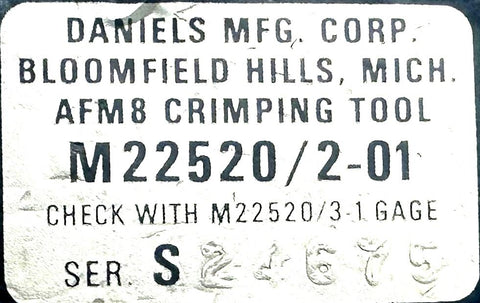 DANIELS MFG. CORP.
BLOOMFIELD HILLS, MICH.
AFM8 CRIMPING TOOL
M22520/2-01
CHECK WITH M22520/3-1 GAGE
SER. S 24675